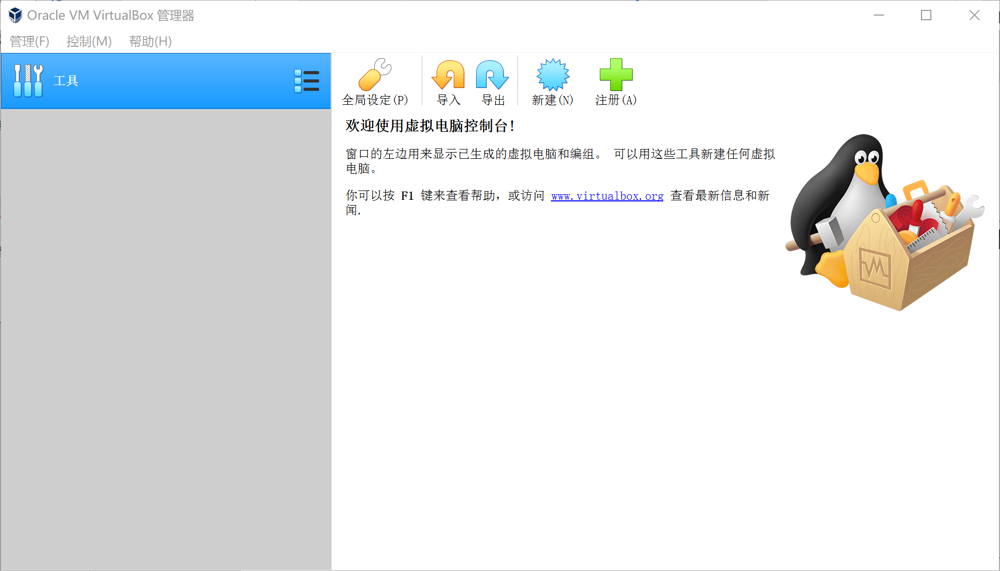 Oracle VM VirtualBox 管理器
管理(F) 控制(M) 帮助(H)
工具
全局设定(P) 导入 导出 新建(N) 注册(A)
欢迎使用虚拟电脑控制台!
窗口的左边用来显示已生成的虚拟电脑和编组。 可以用这些工具新建任何虚拟
电脑。
你可以按 F1 键来查看帮助，或访问 www.virtualbox.org 查看最新信息和新
闻.